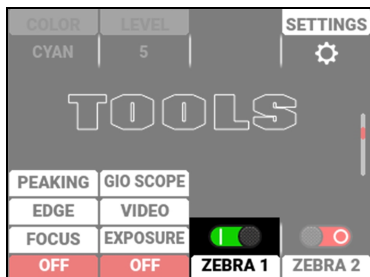 COLOR LEVEL SETTINGS
CYAN 5
TOOLS
PEAKING GIO SCOPE
EDGE VIDEO
FOCUS EXPOSURE
OFF OFF ZEBRA 1 ZEBRA 2